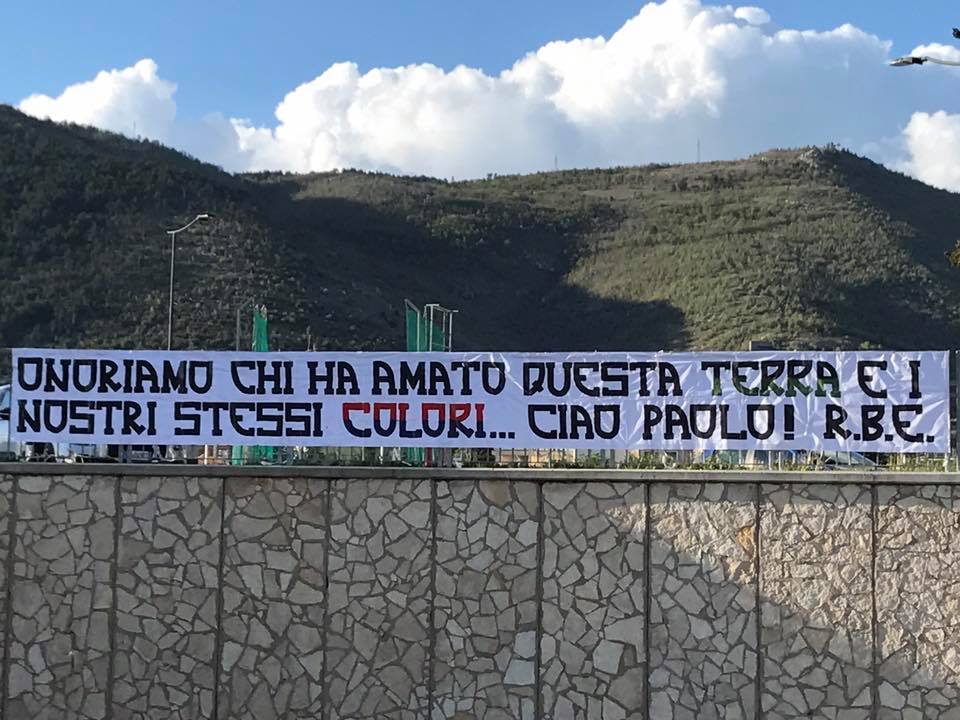 ONORIAMO CHI HA AMATO QUESTA TERRA E I
NOSTRI STESSI COLORI... CIAO PAOLO! R.B.E.